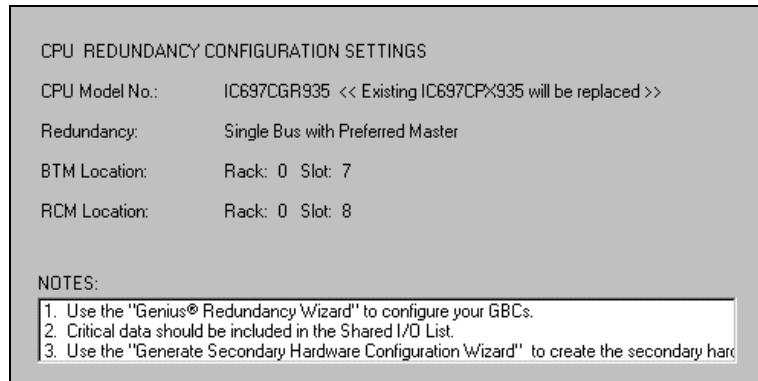 CPU REDUNDANCY CONFIGURATION SETTINGS
CPU Model No.: IC697CGR935 << Existing IC697CPX935 will be replaced >>
Redundancy: Single Bus with Preferred Master
BTM Location: Rack: 0 Slot: 7
RCM Location: Rack: 0 Slot: 8
NOTES:
1. Use the "Genius® Redundancy Wizard" to configure your GBCs.
2. Critical data should be included in the Shared I/O List.
3. Use the "Generate Secondary Hardware Configuration Wizard" to create the secondary